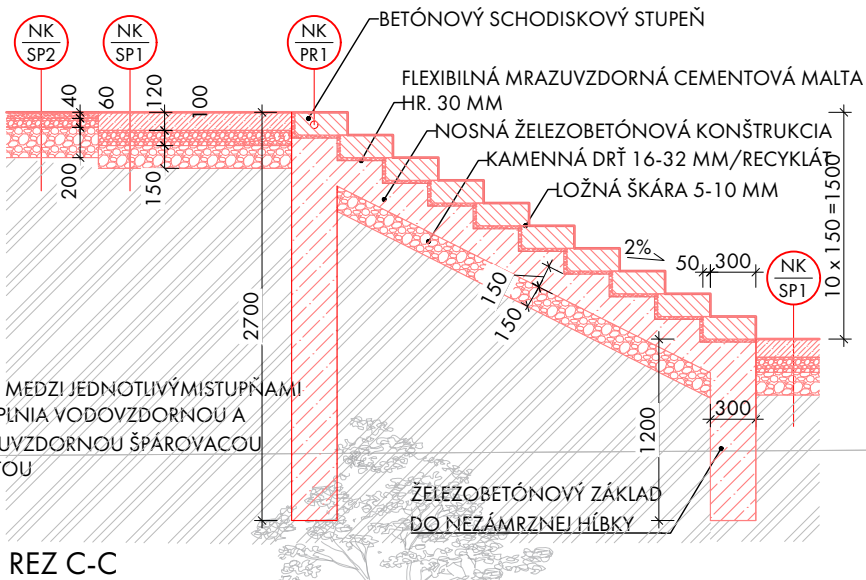 NK
SP2
NK
SP1
NK
PR1
BETÓNOVÝ SCHODISKOVÝ STUPEŇ
FLEXIBILNÁ MRAZUVZDORNÁ CEMENTOVÁ MALTA
HR. 30 MM
NOSNÁ ŽELEZOBETÓNOVÁ KONŠTRUKCIA
KAMENNÁ DRŤ 16-32 MM/RECYKLÁT
LOŽNÁ ŠKÁRA 5-10 MM
40
60
120
100
200
150
2%
50
300
NK
SP1
10 x 150 =1500
150
150
2700
MEDZI JEDNOTLIVÝMISTUPŇAMI
PLNIA VODOVZDORNOU A
UVZDORNOU ŠPÁROVACOU
TOU
300
1200
ŽELEZOBETÓNOVÝ ZÁKLAD
DO NEZÁMRZNEJ HĹBKY
REZ C-C